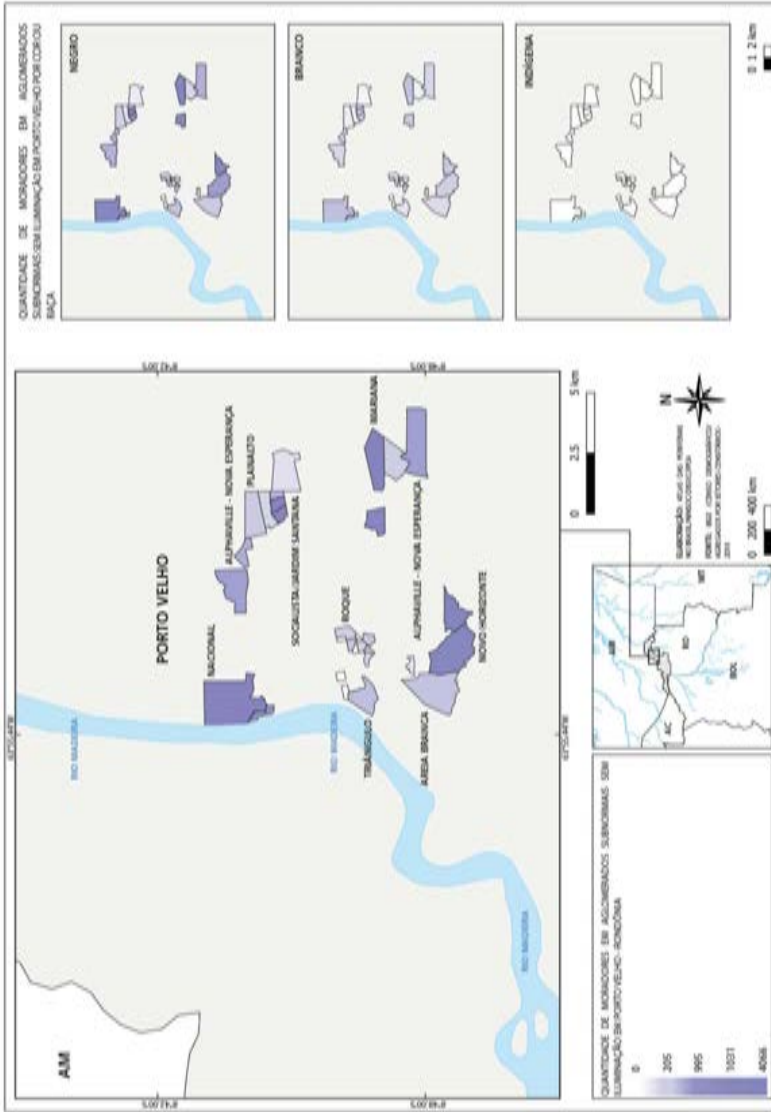 AM
PORTO VELHO
RIO MADEIRA
NACIONAL
ALPHAVILLE - NOVA ESPERANÇA
PLANALTO
SOCIALISTA/JARDIM SANTANA
RIO MADEIRA
ROQUE
TRIÂNGULO
MARIANA
ALPHAVILLE - NOVA ESPERANÇA
AREIA BRANCA
NOVO HORIZONTE
RIO MADEIRA
QUANTIDADE DE MORADORES EM AGLOMERADOS
SUBNORMAIS SEM ILUMINAÇÃO EM PORTO VELHO POR COR OU
RAÇA
NEGRO
BRANCO
INDÍGENA
0 1 2 km
QUANTIDADE DE MORADORES EM AGLOMERADOS SUBNORMAIS SEM
ILUMINAÇÃO EM PORTO VELHO - RONDÔNIA
0
205
995
1031
4066
AM
AC
RO
MT
BOL
0 2.5 5 km
N
0 200 400 km